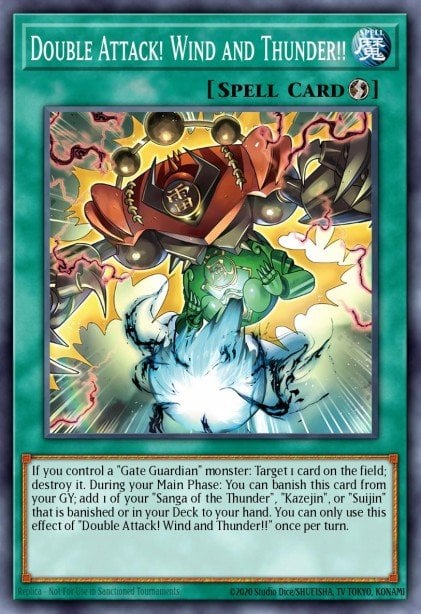 Double Attack! Wind and Thunder!!
SPELL
魔
[Spell Card]
雷
If you control a "Gate Guardian" monster: Target 1 card on the field;
destroy it. During your Main Phase: You can banish this card from
your GY; add 1 of your "Sanga of the Thunder", "Kazejin", or "Suijin"
that is banished or in your Deck to your hand. You can only use this
effect of "Double Attack! Wind and Thunder!!" once per turn.
Replica - Not For Use in Sanctioned Tournaments
©2020 Studio Dice/SHUEISHA, TV TOKYO, KONAMI